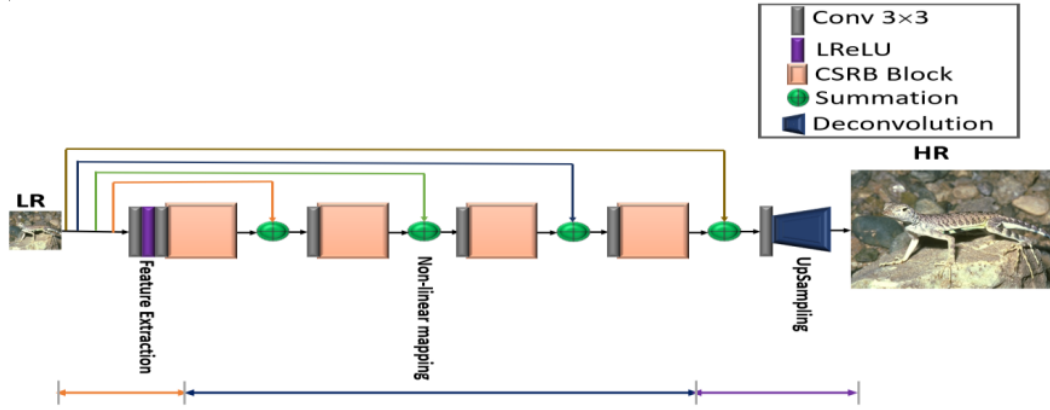 Conv 3×3
LReLU
CSRB Block
Summation
Deconvolution
HR
LR
Feature Extraction
Non-linear mapping
UpSampling